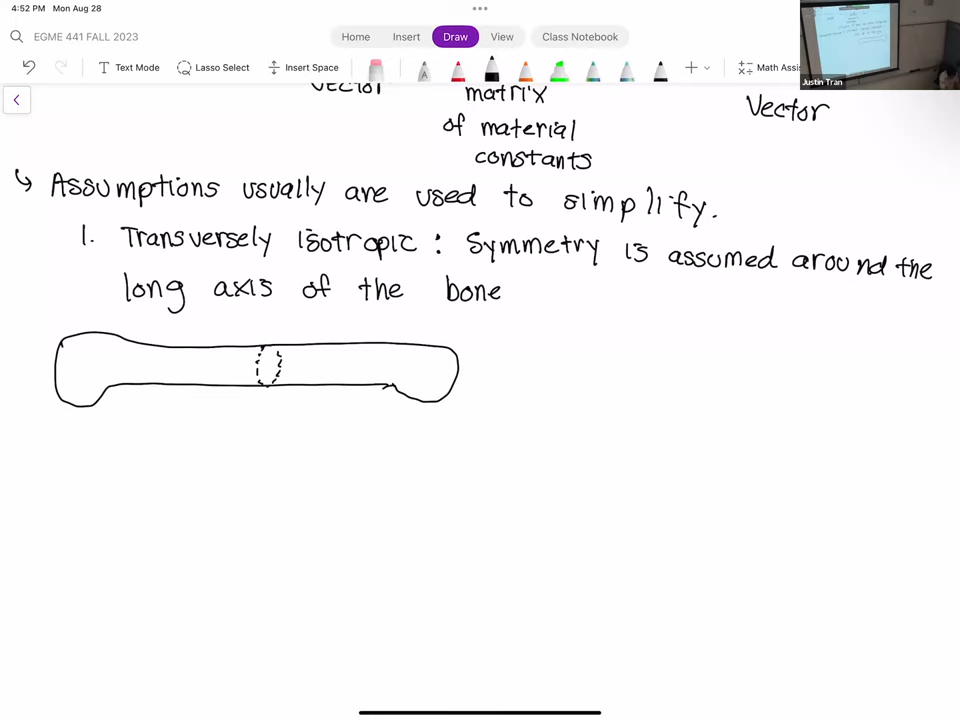 4:52 PM Mon Aug 28
EGME 441 FALL 2023
Home Insert Draw View Class Notebook
Text Mode Lasso Select Insert Space Math Assis
Justin Tran
vector matrix vector
of material
constants
↳ Assumptions usually are used to simplify.
1. Transversely isotropic : Symmetry is assumed around the
long axis of the bone